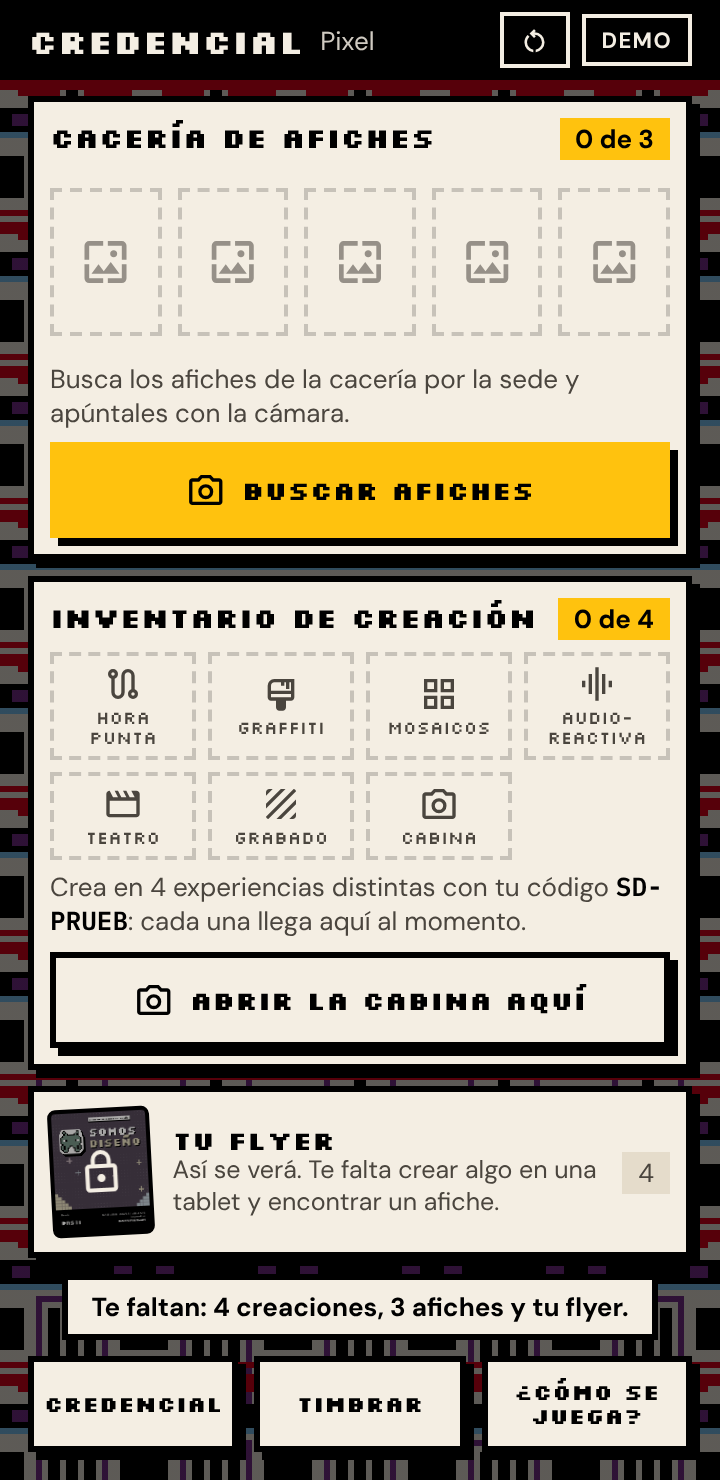 CREDENCIAL Pixel
DEMO
CACERÍA DE AFICHES
0 de 3
Busca los afiches de la cacería por la sede y
apúntales con la cámara.
BUSCAR AFICHES
INVENTARIO DE CREACIÓN
0 de 4
HORA
PUNTA
GRAFFITI
MOSAICOS
AUDIO-
REACTIVA
TEATRO
GRABADO
CABINA
Crea en 4 experiencias distintas con tu código SD-
PRUEB: cada una llega aquí al momento.
ABRIR LA CABINA AQUÍ
SOMOS
DISEÑO
TU FLYER
Así se verá. Te falta crear algo en una
tablet y encontrar un afiche.
4
Te faltan: 4 creaciones, 3 afiches y tu flyer.
CREDENCIAL
TIMBRAR
¿CÓMO SE
JUEGA?